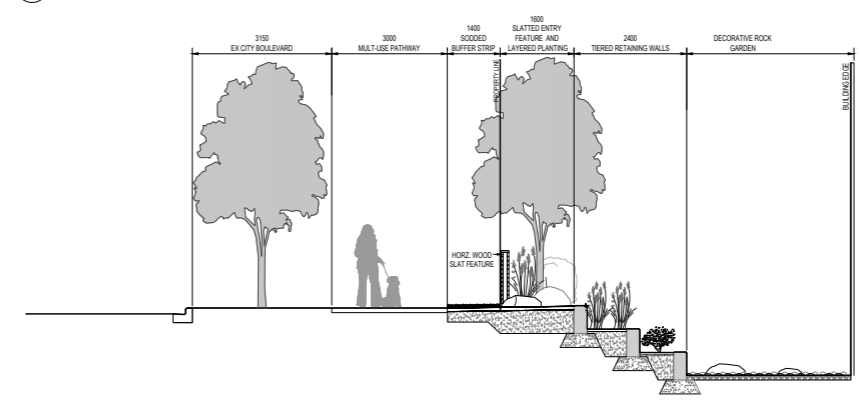 3150
EX CITY BOULEVARD
3000
MULT-USE PATHWAY
1400
SODDED
BUFFER STRIP
1600
SLATTED ENTRY
FEATURE AND
LAYERED PLANTING
2400
TIERED RETAINING WALLS
DECORATIVE ROCK
GARDEN
PROPERTY LINE
BUILDING EDGE
HORZ. WOOD
SLAT FEATURE